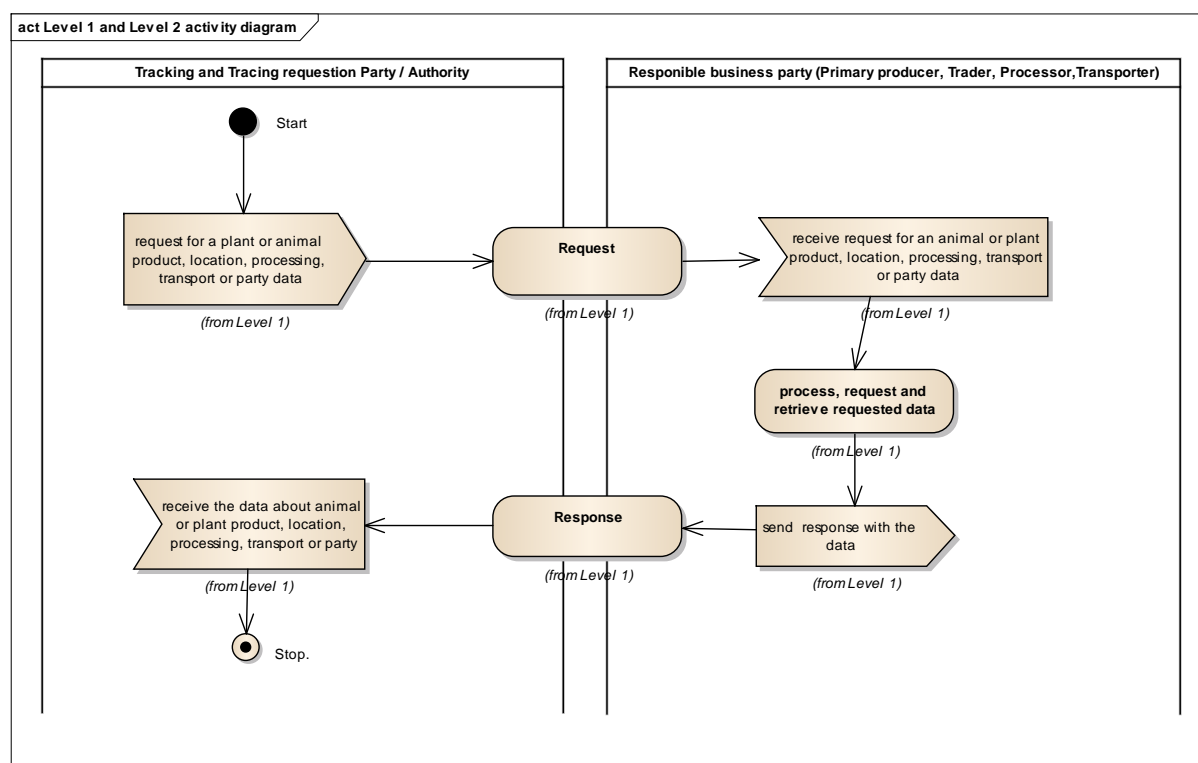 act Level 1 and Level 2 activity diagram
Tracking and Tracing requestion Party / Authority
Responible business party (Primary producer, Trader, Processor,Transporter)
Start
request for a plant or animal
product, location, processing,
transport or party data
(from Level 1)
Request
(from Level 1)
receive request for an animal or plant
product, location, processing, transport
or party data
(from Level 1)
process, request and
retrieve requested data
(from Level 1)
send response with the
data
(from Level 1)
Response
(from Level 1)
receive the data about animal
or plant product, location,
processing, transport or party
(from Level 1)
Stop.